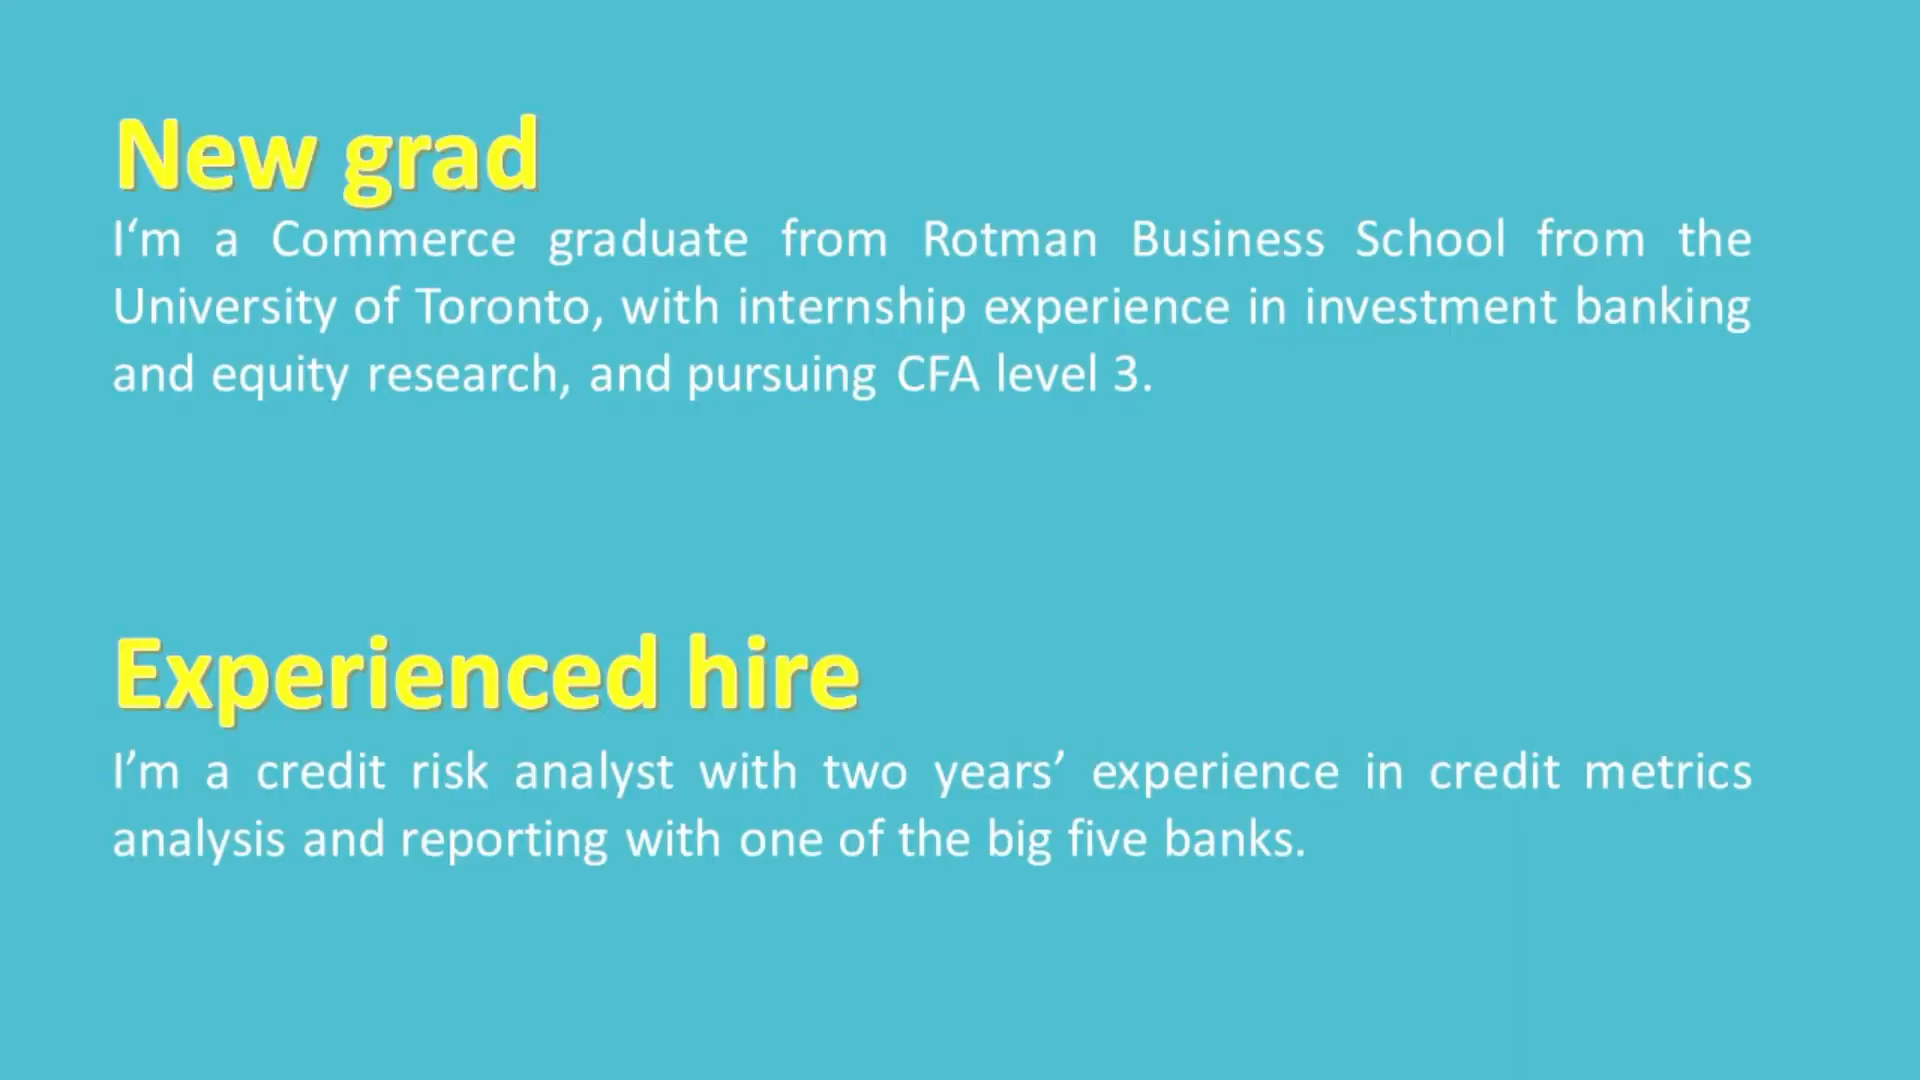 New grad
I‘m a Commerce graduate from Rotman Business School from the
University of Toronto, with internship experience in investment banking
and equity research, and pursuing CFA level 3.
Experienced hire
I’m a credit risk analyst with two years’ experience in credit metrics
analysis and reporting with one of the big five banks.